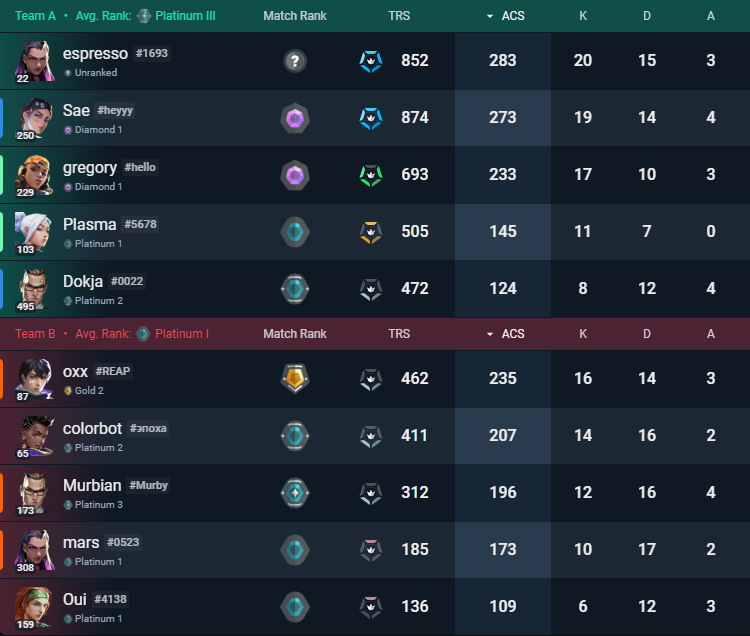 Team A • Avg. Rank: Platinum III Match Rank TRS ACS K D A
espresso #1693
Unranked
22
? 852 283 20 15 3
Sae #heyyy
Diamond 1
250
874 273 19 14 4
gregory #hello
Diamond 1
229
693 233 17 10 3
Plasma #5678
Platinum 1
103
505 145 11 7 0
Dokja #0022
Platinum 2
495
472 124 8 12 4
Team B • Avg. Rank: Platinum I Match Rank TRS ACS K D A
oxx #REAP
Gold 2
87
462 235 16 14 3
colorbot #эпоха
Platinum 2
65
411 207 14 16 2
Murbian #Murby
Platinum 3
173
312 196 12 16 4
mars #0523
Platinum 1
308
185 173 10 17 2
Oui #4138
Platinum 1
159
136 109 6 12 3